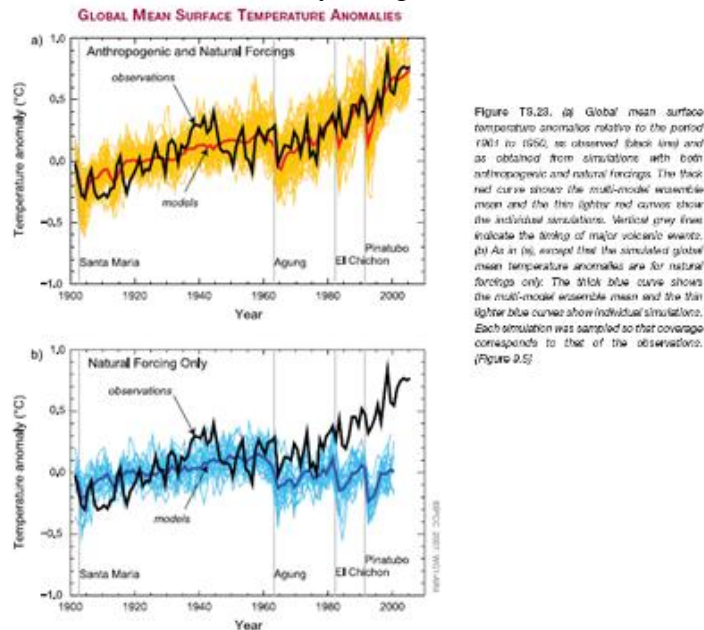 GLOBAL MEAN SURFACE TEMPERATURE ANOMALIES
a)
Anthropogenic and Natural Forcings
observations
models
Temperature anomaly (°C)
1.0
0.5
0.0
−0.5
−1.0
Santa Maria
Agung
El Chichon
Pinatubo
1900 1920 1940 1960 1980 2000
Year
b)
Natural Forcing Only
observations
models
Temperature anomaly (°C)
1.0
0.5
0.0
−0.5
−1.0
Santa Maria
Agung
El Chichon
Pinatubo
1900 1920 1940 1960 1980 2000
Year
©IPCC 2007: WG1-AR4
Figure TS.23. (a) Global mean surface
temperature anomalies relative to the period
1901 to 1950, as observed (black line) and
as obtained from simulations with both
anthropogenic and natural forcings. The thick
red curve shows the multi-model ensemble
mean and the thin lighter red curves show
the individual simulations. Vertical grey lines
indicate the timing of major volcanic events.
(b) As in (a), except that the simulated global
mean temperature anomalies are for natural
forcings only. The thick blue curve shows
the multi-model ensemble mean and the thin
lighter blue curves show individual simulations.
Each simulation was sampled so that coverage
corresponds to that of the observations.
{Figure 9.5}